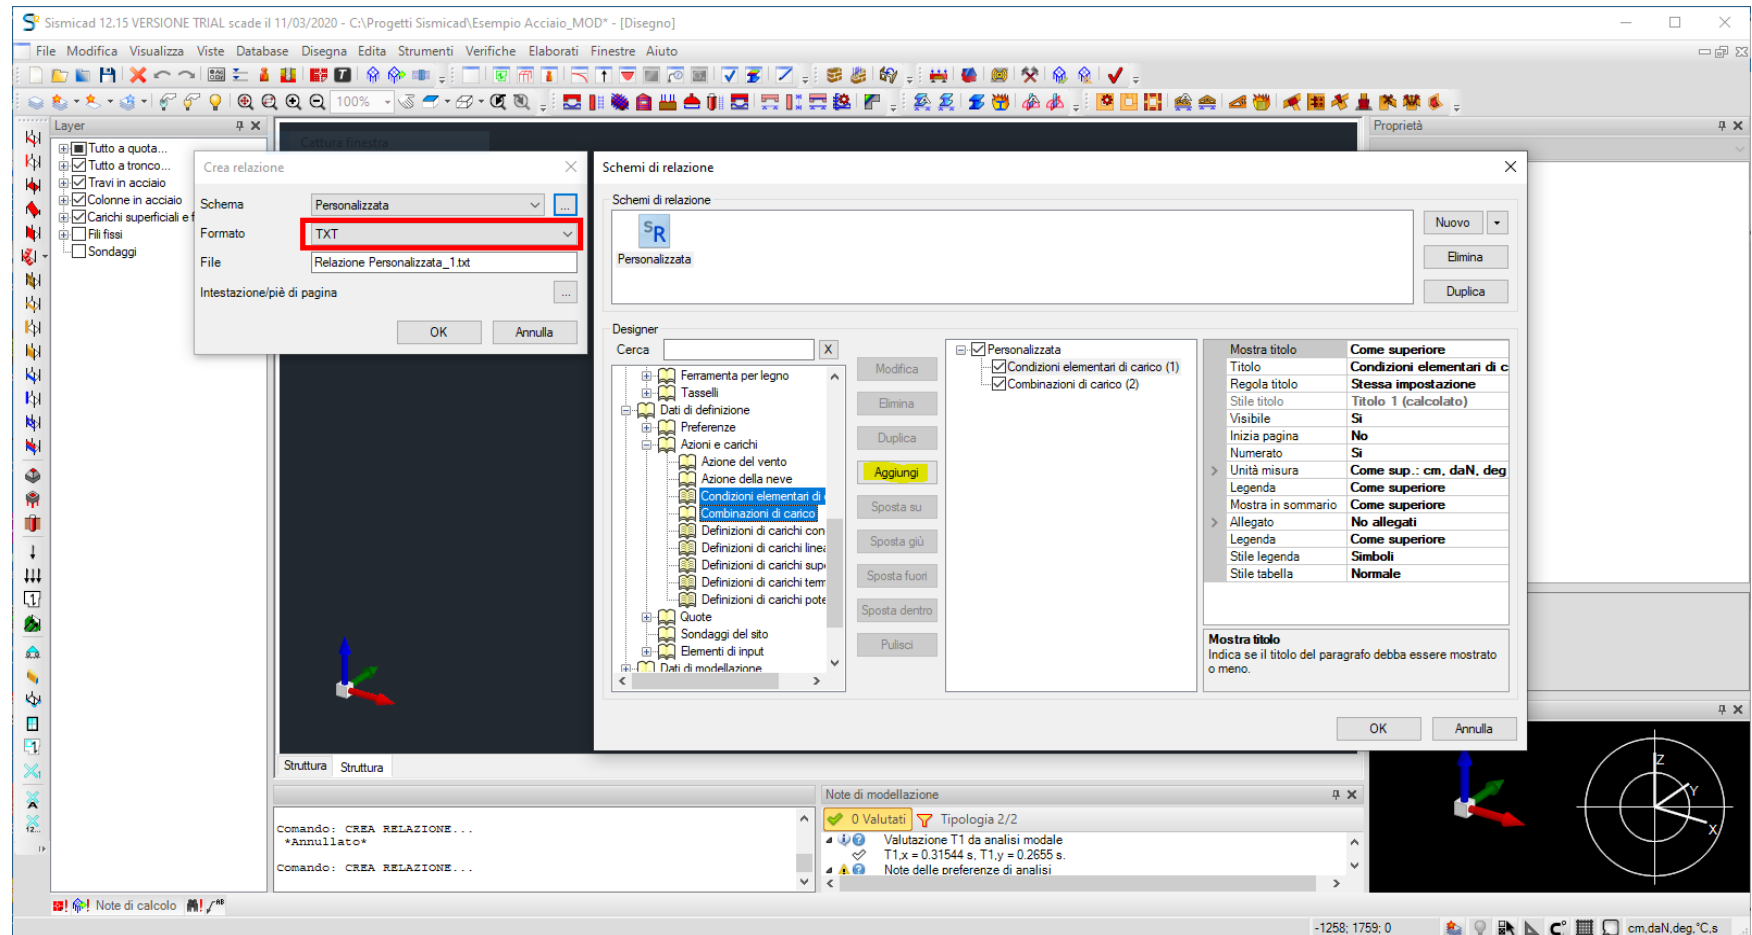 Sismicad 12.15 VERSIONE TRIAL scade il 11/03/2020 - C:\Progetti Sismicad\Esempio Acciaio_MOD* - [Disegno]
File Modifica Visualizza Viste Database Disegna Edita Strumenti Verifiche Elaborati Finestre Aiuto
100%
Layer
Tutto a quota...
Tutto a tronco...
Travi in acciaio
Colonne in acciaio
Carichi superficiali e f
Fili fissi
Sondaggi
Cattura finestra
Crea relazione
Schema
Personalizzata
...
Formato
TXT
File
Relazione Personalizzata_1.txt
Intestazione/piè di pagina
...
OK
Annulla
Schemi di relazione
Schemi di relazione
Personalizzata
Nuovo
Elimina
Duplica
Designer
Cerca
X
Ferramenta per legno
Tasselli
Dati di definizione
Preferenze
Azioni e carichi
Azione del vento
Azione della neve
Condizioni elementari di
Combinazioni di carico
Definizioni di carichi con
Definizioni di carichi linea
Definizioni di carichi supe
Definizioni di carichi term
Definizioni di carichi pote
Quote
Sondaggi del sito
Elementi di input
Dati di modellazione
Modifica
Elimina
Duplica
Aggiungi
Sposta su
Sposta giù
Sposta fuori
Sposta dentro
Pulisci
Personalizzata
Condizioni elementari di carico (1)
Combinazioni di carico (2)
Mostra titolo Come superiore
Titolo Condizioni elementari di c
Regola titolo Stessa impostazione
Stile titolo Titolo 1 (calcolato)
Visibile Sì
Inizia pagina No
Numerato Sì
Unità misura Come sup.: cm, daN, deg
Legenda Come superiore
Mostra in sommario Come superiore
Allegato No allegati
Legenda Come superiore
Stile legenda Simboli
Stile tabella Normale
Mostra titolo
Indica se il titolo del paragrafo debba essere mostrato
o meno.
OK
Annulla
Proprietà
Struttura Struttura
Comando: CREA RELAZIONE...
*Annullato*
Comando: CREA RELAZIONE...
Note di modellazione
0 Valutati Tipologia 2/2
Valutazione T1 da analisi modale
T1,x = 0.31544 s, T1,y = 0.2655 s.
Note delle preferenze di analisi
Z
Y
X
Note di calcolo
-1258; 1759; 0
cm,daN,deg,°C,s